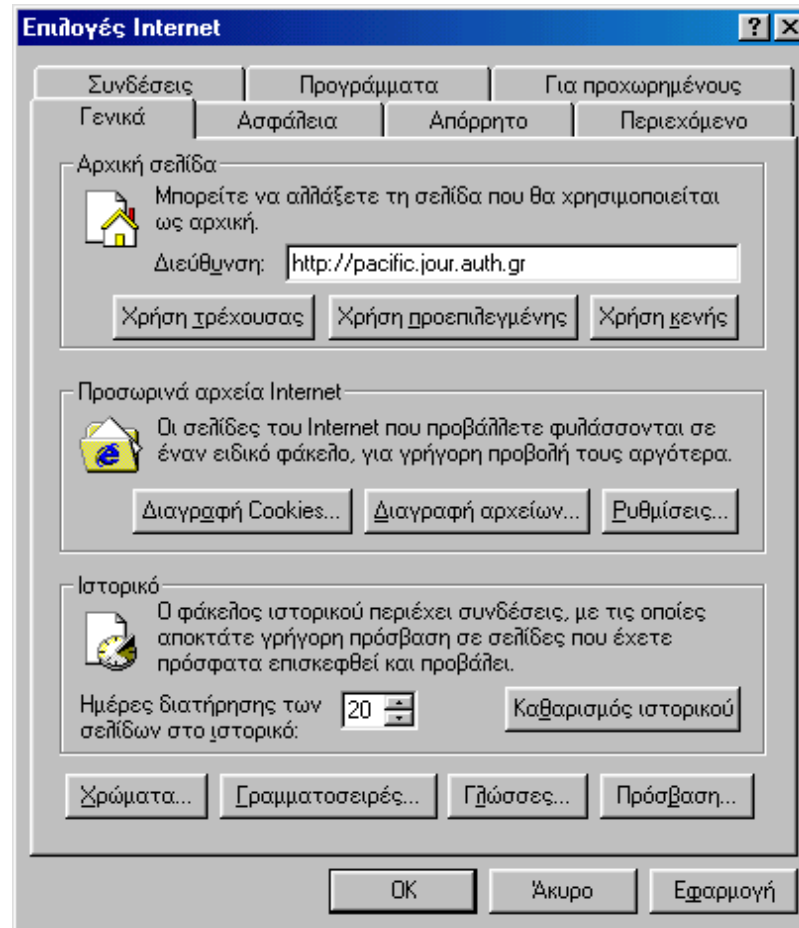 Επιλογές Internet
Συνδέσεις Προγράμματα Για προχωρημένους
Γενικά Ασφάλεια Απόρρητο Περιεχόμενο
Αρχική σελίδα
Μπορείτε να αλλάξετε τη σελίδα που θα χρησιμοποιείται
ως αρχική.
Διεύθυνση: http://pacific.jour.auth.gr
Χρήση τρέχουσας Χρήση προεπιλεγμένης Χρήση κενής
Προσωρινά αρχεία Internet
Οι σελίδες του Internet που προβάλλετε φυλάσσονται σε
έναν ειδικό φάκελο, για γρήγορη προβολή τους αργότερα.
Διαγραφή Cookies... Διαγραφή αρχείων... Ρυθμίσεις...
Ιστορικό
Ο φάκελος ιστορικού περιέχει συνδέσεις, με τις οποίες
αποκτάτε γρήγορη πρόσβαση σε σελίδες που έχετε
πρόσφατα επισκεφθεί και προβάλει.
Ημέρες διατήρησης των
σελίδων στο ιστορικό: 20 Καθαρισμός ιστορικού
Χρώματα... Γραμματοσειρές... Γλώσσες... Πρόσβαση...
OK Άκυρο Εφαρμογή